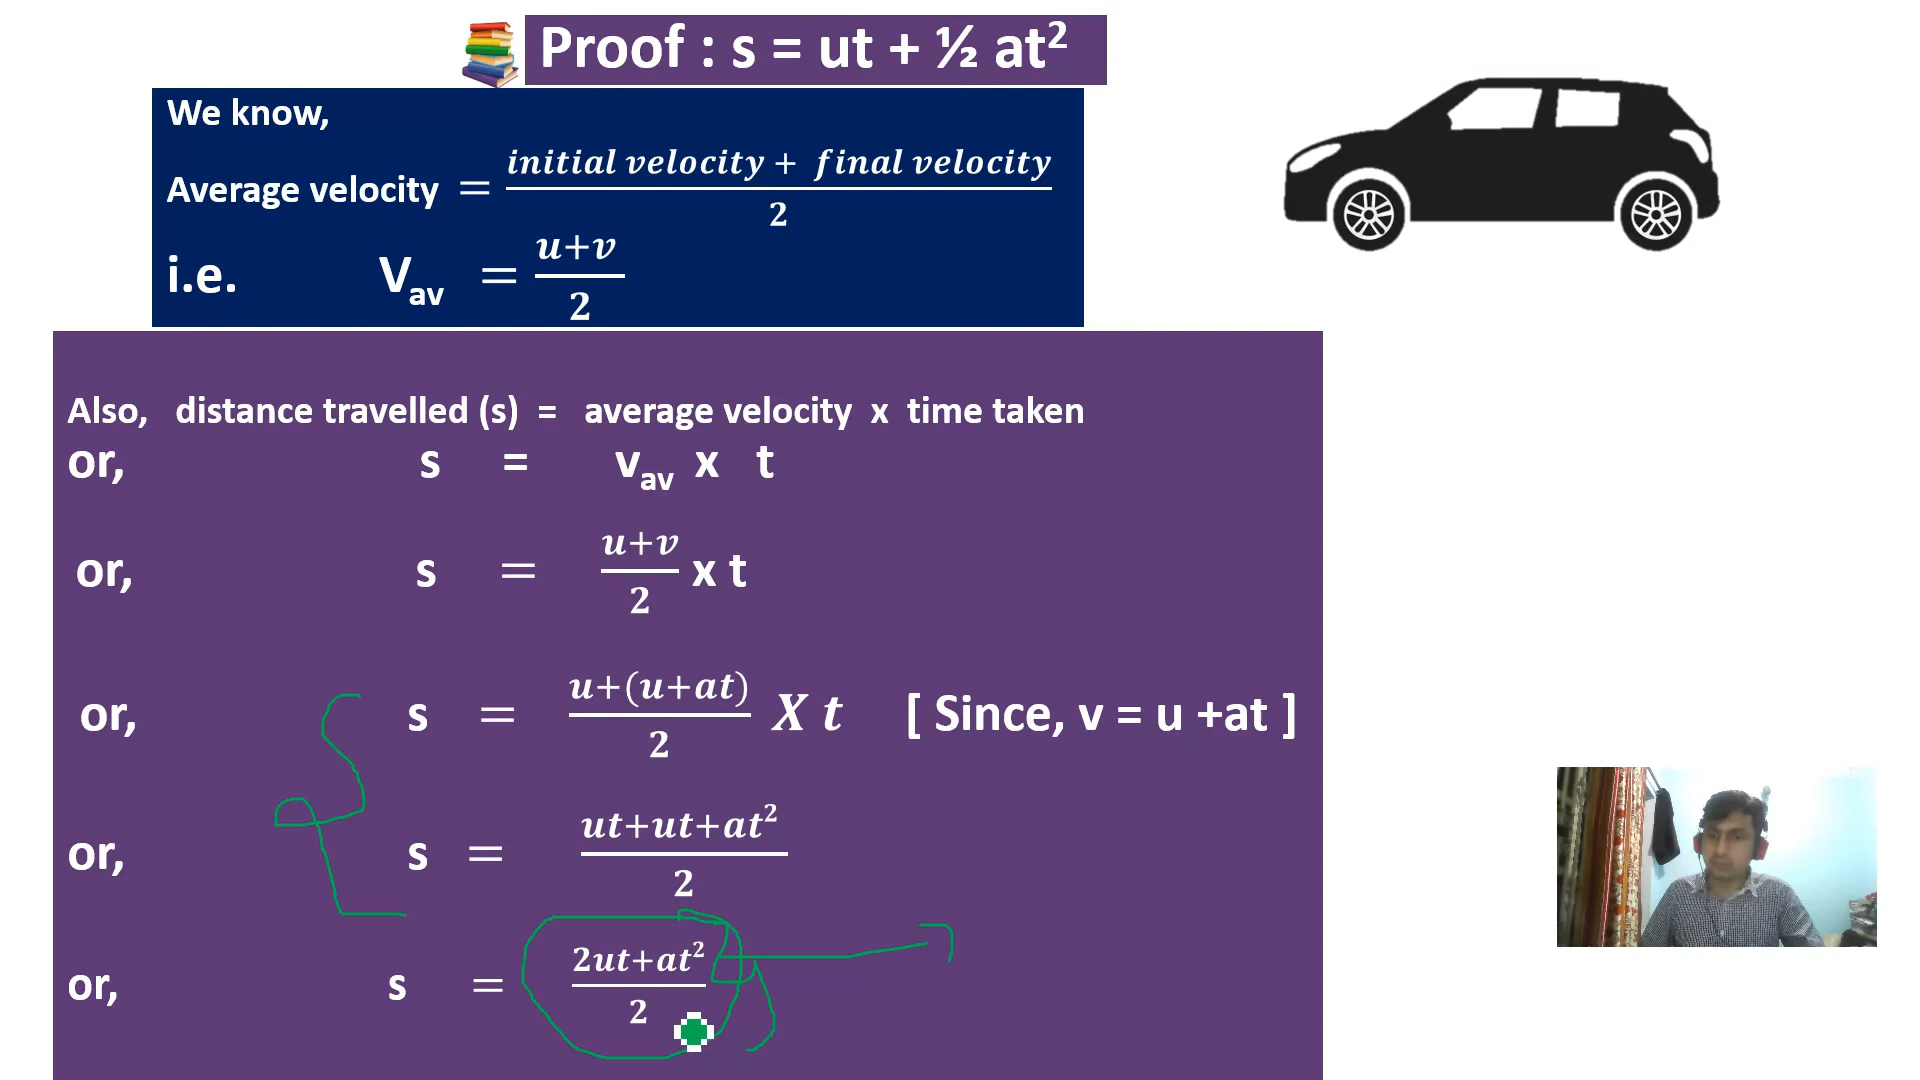 Proof : s = ut + ½ at²
We know,
Average velocity = initial velocity + final velocity / 2
i.e. Vav = u+v / 2
Also, distance travelled (s) = average velocity x time taken
or, s = vav x t
or, s = u+v / 2 x t
or, s = u+(u+at) / 2 X t [ Since, v = u +at ]
or, s = ut+ut+at² / 2
or, s = 2ut+at² / 2